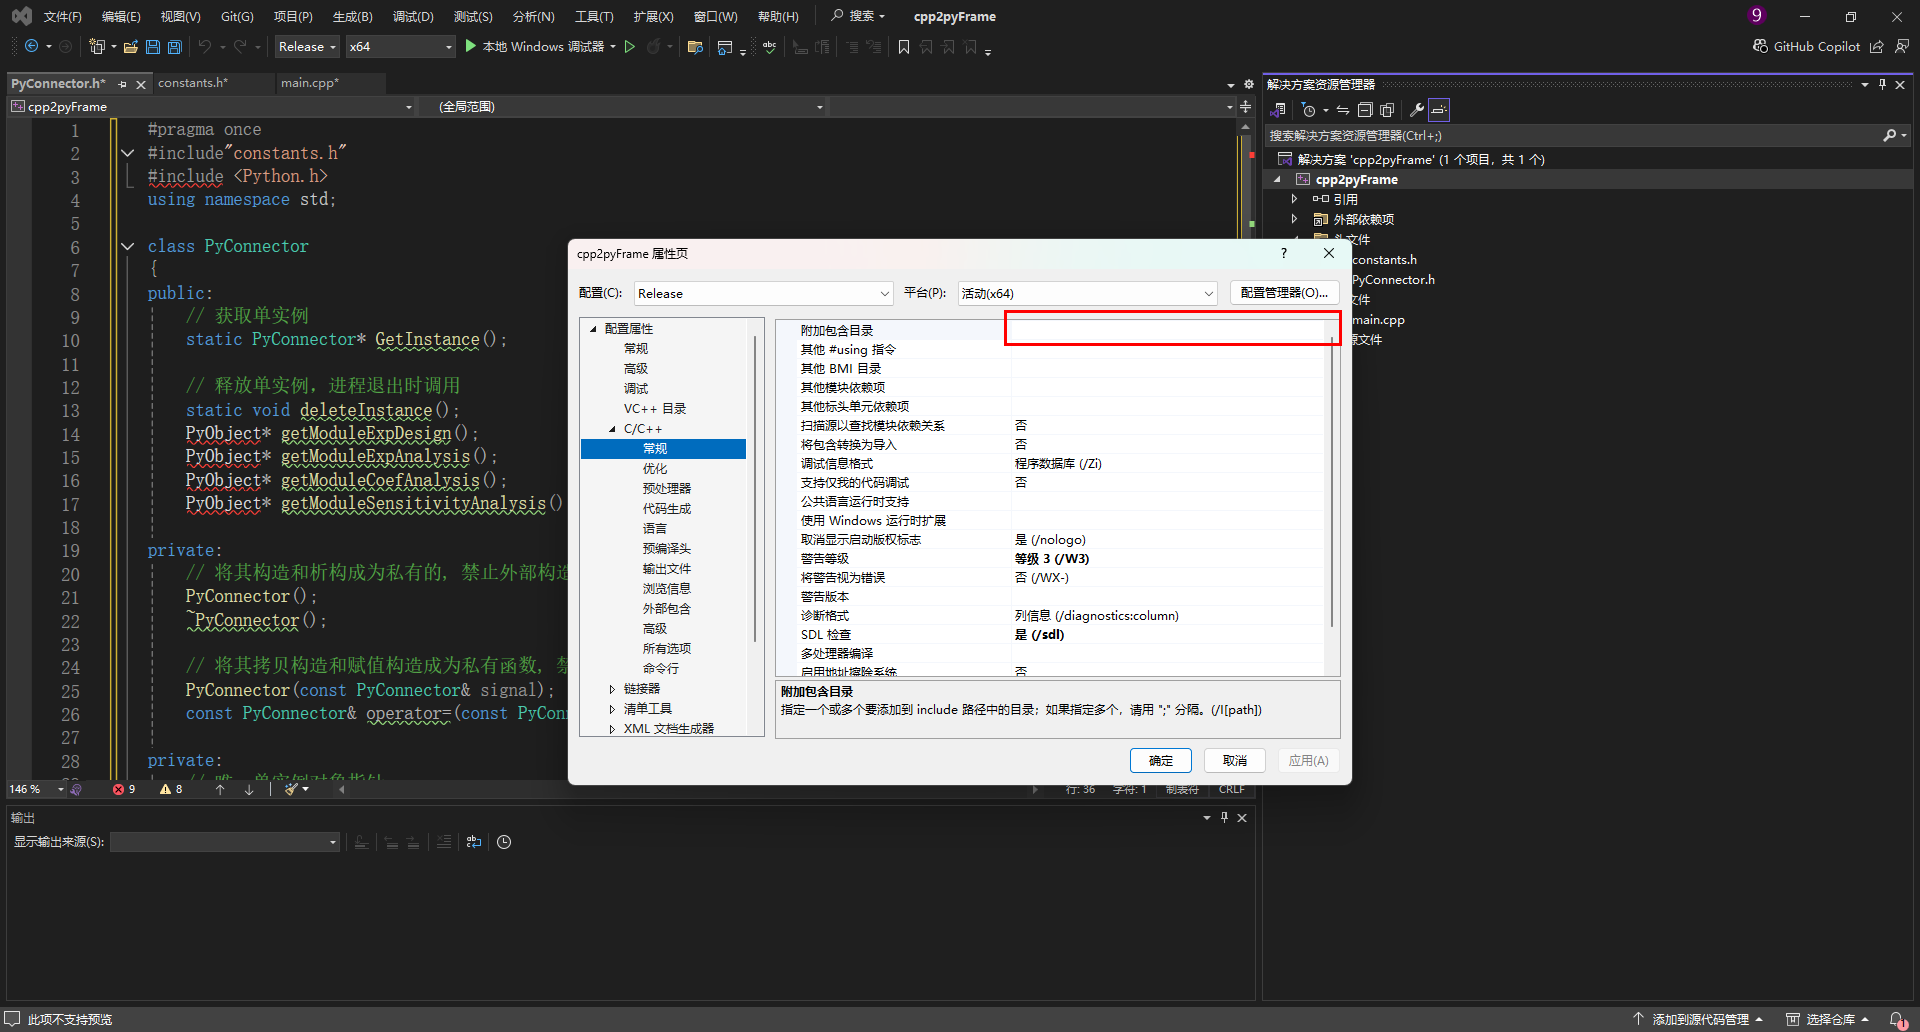 文件(F) 编辑(E) 视图(V) Git(G) 项目(P) 生成(B) 调试(D) 测试(S) 分析(N) 工具(T) 扩展(X) 窗口(W) 帮助(H) 搜索 cpp2pyFrame 9
Release x64 本地 Windows 调试器 GitHub Copilot
PyConnector.h* constants.h* main.cpp*
cpp2pyFrame (全局范围)
1 #pragma once
2 #include"constants.h"
3 #include <Python.h>
4 using namespace std;
5
6 class PyConnector
7 {
8 public:
9 // 获取单实例
10 static PyConnector* GetInstance();
11
12 // 释放单实例，进程退出时调用
13 static void deleteInstance();
14 PyObject* getModuleExpDesign();
15 PyObject* getModuleExpAnalysis();
16 PyObject* getModuleCoefAnalysis();
17 PyObject* getModuleSensitivityAnalysis()
18
19 private:
20 // 将其构造和析构成为私有的, 禁止外部构造
21 PyConnector();
22 ~PyConnector();
23
24 // 将其拷贝构造和赋值构造成为私有函数, 禁
25 PyConnector(const PyConnector& signal);
26 const PyConnector& operator=(const PyConn
27
28 private:
// 唯一单实例对象指针
146 % 9 8 行: 36 字符: 1 制表符 CRLF
输出
显示输出来源(S):
解决方案资源管理器
搜索解决方案资源管理器(Ctrl+;)
解决方案 'cpp2pyFrame' (1 个项目，共 1 个)
cpp2pyFrame
引用
外部依赖项
头文件
constants.h
PyConnector.h
文件
main.cpp
源文件
cpp2pyFrame 属性页 ?
配置(C): Release 平台(P): 活动(x64) 配置管理器(O)...
配置属性
常规
高级
调试
VC++ 目录
C/C++
常规
优化
预处理器
代码生成
语言
预编译头
输出文件
浏览信息
外部包含
高级
所有选项
命令行
链接器
清单工具
XML 文档生成器
附加包含目录
其他 #using 指令
其他 BMI 目录
其他模块依赖项
其他标头单元依赖项
扫描源以查找模块依赖关系 否
将包含转换为导入 否
调试信息格式 程序数据库 (/Zi)
支持仅我的代码调试 否
公共语言运行时支持
使用 Windows 运行时扩展
取消显示启动版权标志 是 (/nologo)
警告等级 等级 3 (/W3)
将警告视为错误 否 (/WX-)
警告版本
诊断格式 列信息 (/diagnostics:column)
SDL 检查 是 (/sdl)
多处理器编译
启用地址擦除系统 否
附加包含目录
指定一个或多个要添加到 include 路径中的目录；如果指定多个，请用 ";" 分隔。(/I[path])
确定 取消 应用(A)
此项不支持预览 添加到源代码管理 选择仓库 1